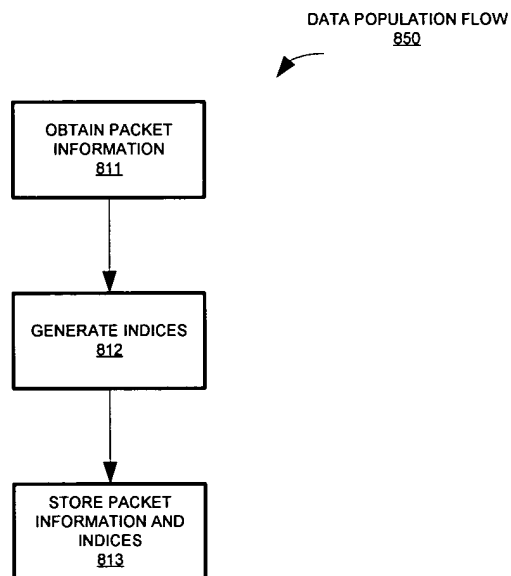 DATA POPULATION FLOW
850
OBTAIN PACKET
INFORMATION
811
GENERATE INDICES
812
STORE PACKET
INFORMATION AND
INDICES
813